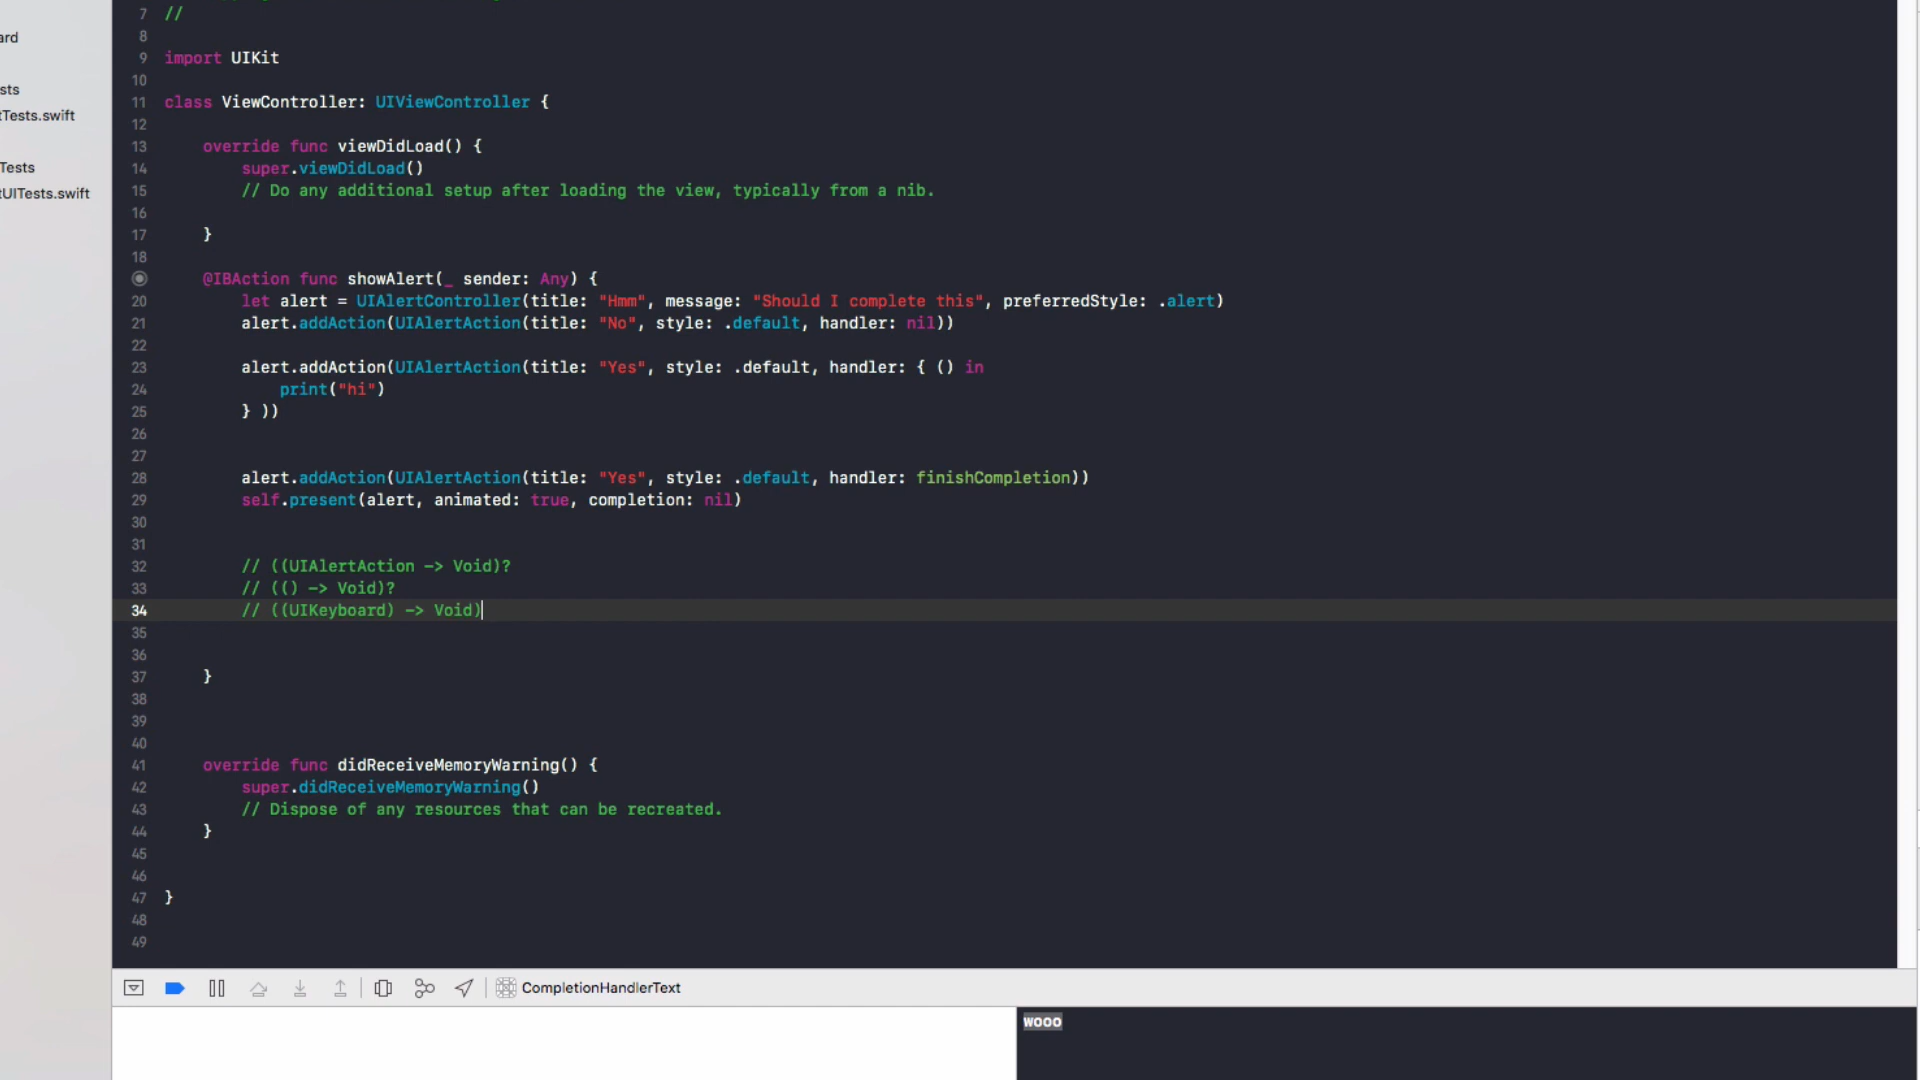 7 //
ard
8
9 import UIKit
10
sts
11 class ViewController: UIViewController {
tTests.swift
12
13 override func viewDidLoad() {
14 super.viewDidLoad()
Tests
15 // Do any additional setup after loading the view, typically from a nib.
tUITests.swift
16
17 }
18
@IBAction func showAlert(_ sender: Any) {
20 let alert = UIAlertController(title: "Hmm", message: "Should I complete this", preferredStyle: .alert)
21 alert.addAction(UIAlertAction(title: "No", style: .default, handler: nil))
22
23 alert.addAction(UIAlertAction(title: "Yes", style: .default, handler: { () in
24 print("hi")
25 } ))
26
27
28 alert.addAction(UIAlertAction(title: "Yes", style: .default, handler: finishCompletion))
29 self.present(alert, animated: true, completion: nil)
30
31
32 // ((UIAlertAction -> Void)?
33 // (() -> Void)?
34 // ((UIKeyboard) -> Void)
35
36
37 }
38
39
40
41 override func didReceiveMemoryWarning() {
42 super.didReceiveMemoryWarning()
43 // Dispose of any resources that can be recreated.
44 }
45
46
47 }
48
49
CompletionHandlerText
wooo